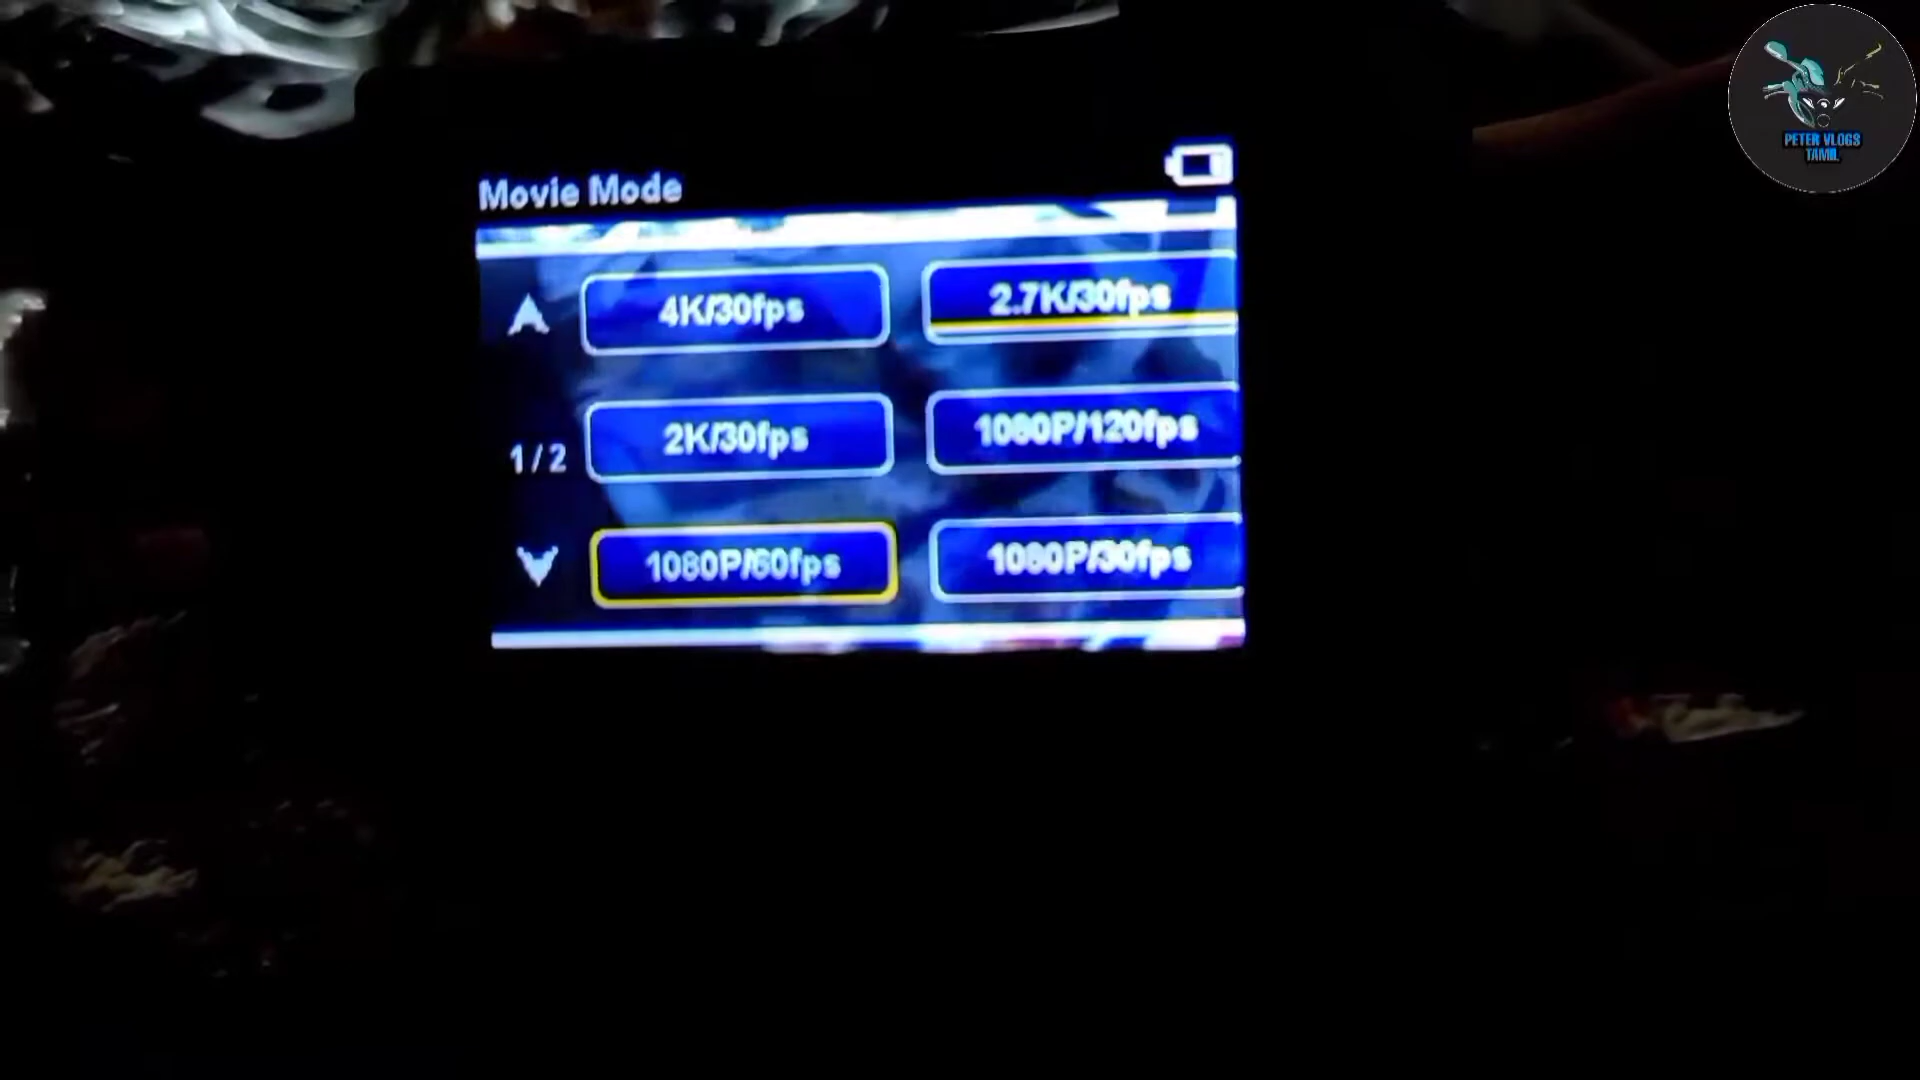 PETER VLOGS
TAMIL
Movie Mode
4K/30fps
2.7K/30fps
1/2
2K/30fps
1080P/120fps
1080P/60fps
1080P/30fps